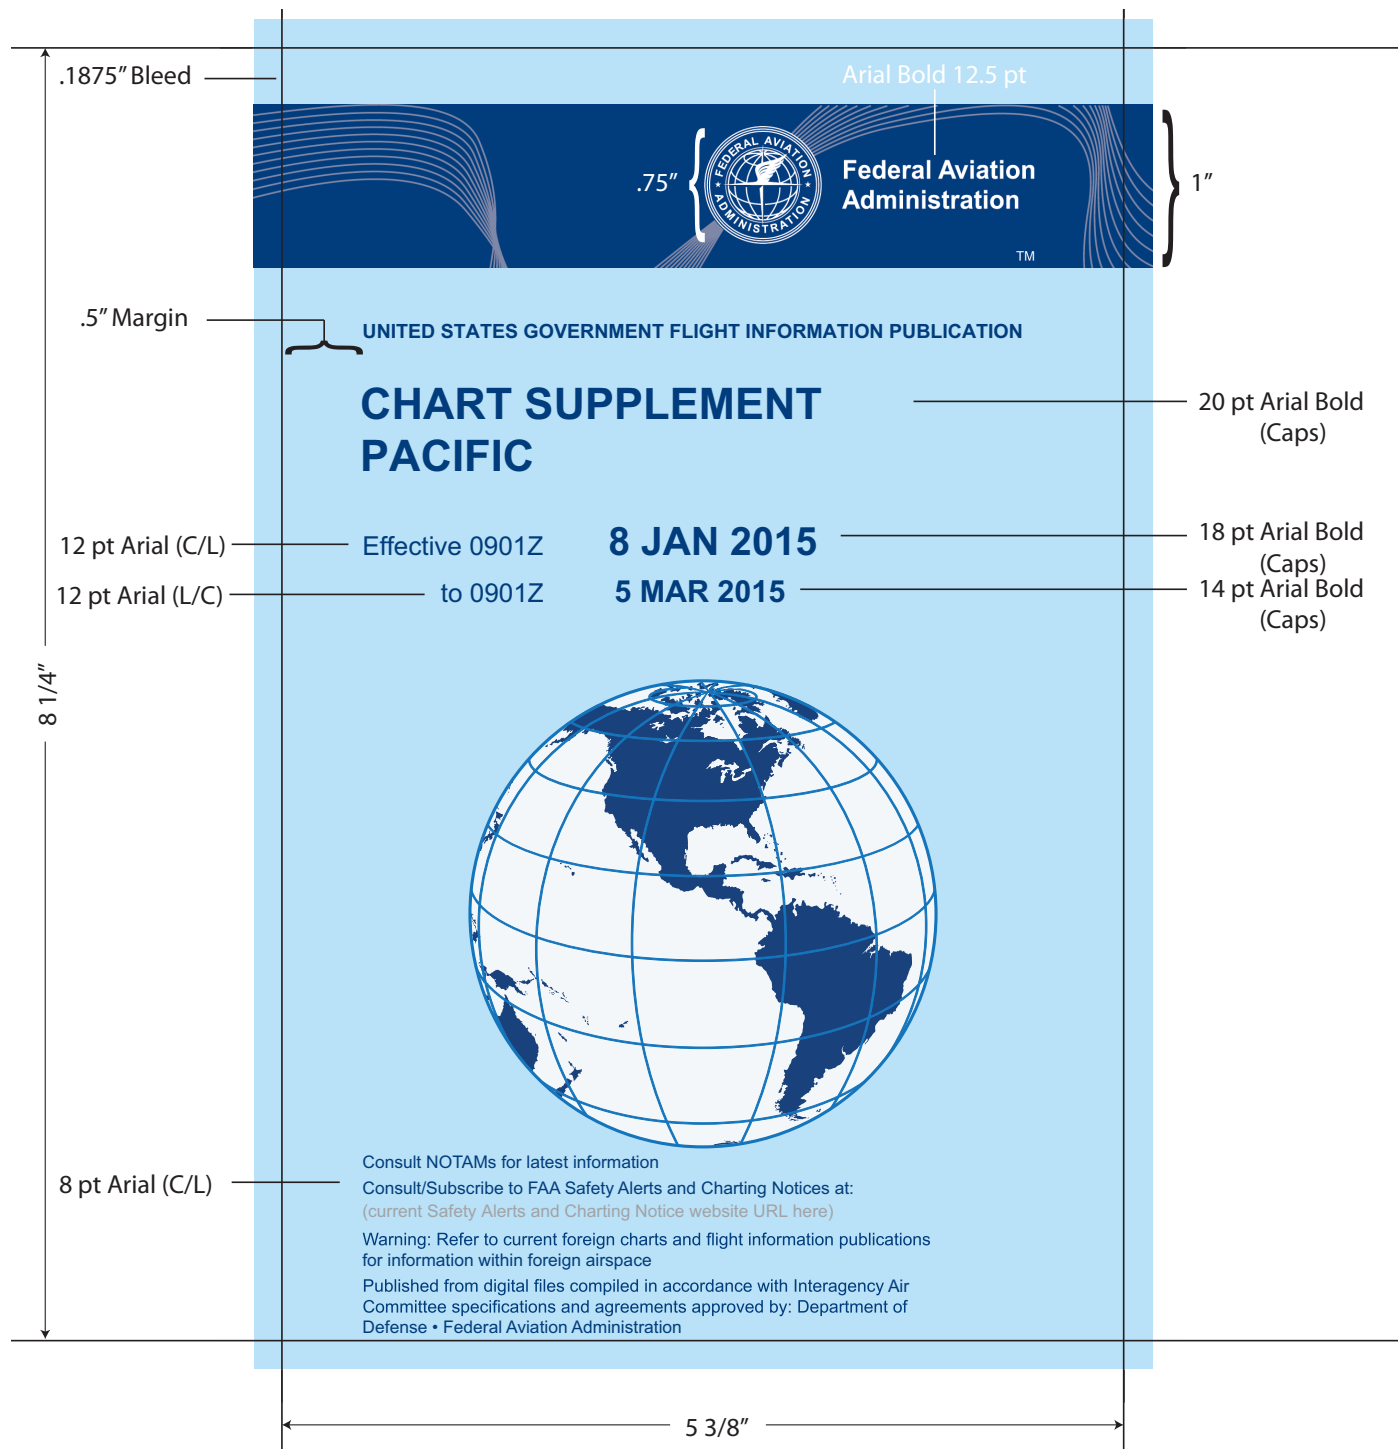 .1875” Bleed
Arial Bold 12.5 pt
FEDERAL AVIATION
ADMINISTRATION
.75”
Federal Aviation
Administration
1”
TM
.5” Margin
UNITED STATES GOVERNMENT FLIGHT INFORMATION PUBLICATION
CHART SUPPLEMENT
PACIFIC
20 pt Arial Bold
(Caps)
12 pt Arial (C/L)
Effective 0901Z
8 JAN 2015
18 pt Arial Bold
(Caps)
12 pt Arial (L/C)
to 0901Z
5 MAR 2015
14 pt Arial Bold
(Caps)
8 1/4”
8 pt Arial (C/L)
Consult NOTAMs for latest information
Consult/Subscribe to FAA Safety Alerts and Charting Notices at:
(current Safety Alerts and Charting Notice website URL here)
Warning: Refer to current foreign charts and flight information publications
for information within foreign airspace
Published from digital files compiled in accordance with Interagency Air
Committee specifications and agreements approved by: Department of
Defense • Federal Aviation Administration
5 3/8”